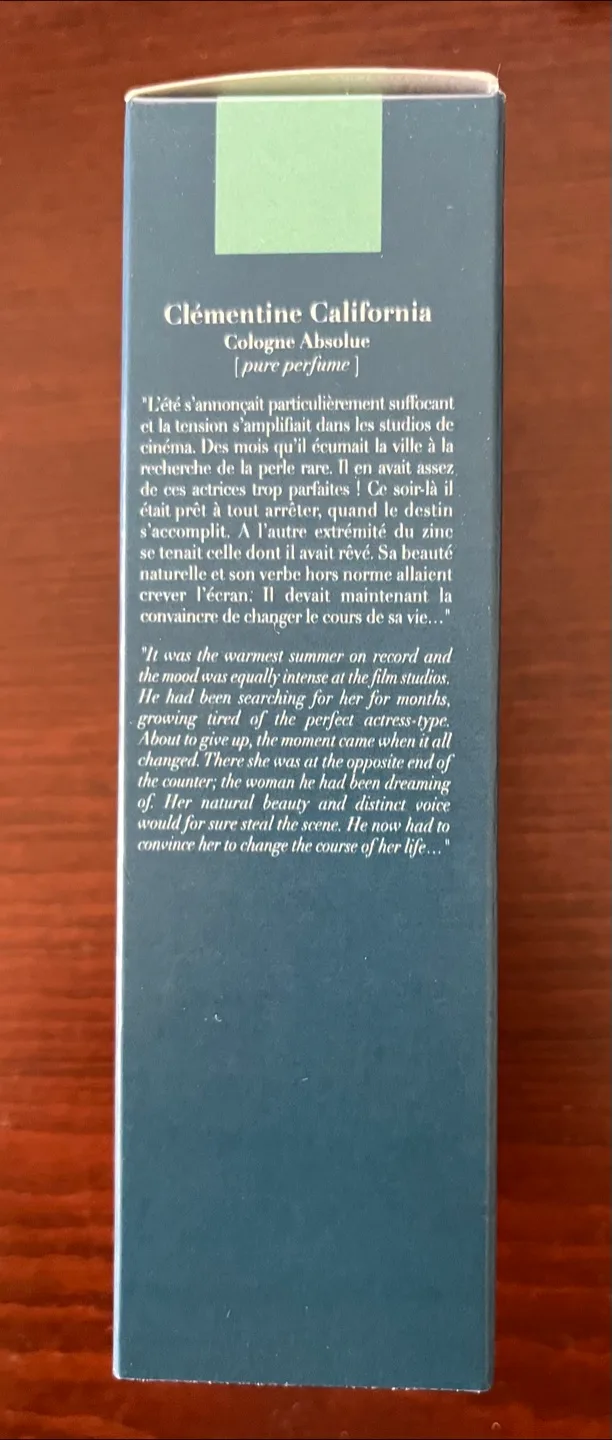 Clémentine California
Cologne Absolue
[pure perfume]
"L'été s'annonçait particulièrement suffocant
et la tension s'amplifiait dans les studios de
cinéma. Des mois qu'il écumait la ville à la
recherche de la perle rare. Il en avait assez
de ces actrices trop parfaites ! Ce soir-là il
était prêt à tout arrêter, quand le destin
s'accomplit. A l'autre extrémité du zinc
se tenait celle dont il avait rêvé. Sa beauté
naturelle et son verbe hors norme allaient
crever l'écran. Il devait maintenant la
convaincre de changer le cours de sa vie..."
"It was the warmest summer on record and
the mood was equally intense at the film studios.
He had been searching for her for months,
growing tired of the perfect actress-type.
About to give up, the moment came when it all
changed. There she was at the opposite end of
the counter; the woman he had been dreaming
of. Her natural beauty and distinct voice
would for sure steal the scene. He now had to
convince her to change the course of her life..."